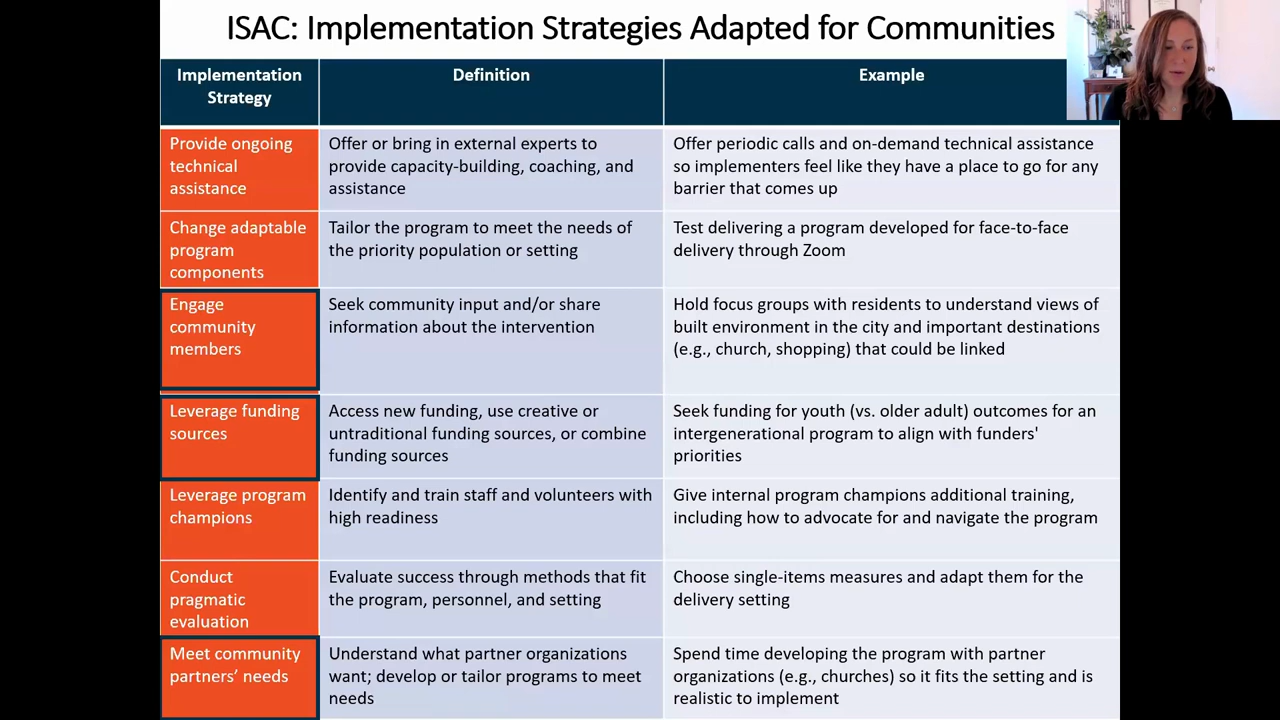 ISAC: Implementation Strategies Adapted for Communities
Implementation
Strategy
Definition
Example
Provide ongoing
technical
assistance
Offer or bring in external experts to
provide capacity-building, coaching, and
assistance
Offer periodic calls and on-demand technical assistance
so implementers feel like they have a place to go for any
barrier that comes up
Change adaptable
program
components
Tailor the program to meet the needs of
the priority population or setting
Test delivering a program developed for face-to-face
delivery through Zoom
Engage
community
members
Seek community input and/or share
information about the intervention
Hold focus groups with residents to understand views of
built environment in the city and important destinations
(e.g., church, shopping) that could be linked
Leverage funding
sources
Access new funding, use creative or
untraditional funding sources, or combine
funding sources
Seek funding for youth (vs. older adult) outcomes for an
intergenerational program to align with funders'
priorities
Leverage program
champions
Identify and train staff and volunteers with
high readiness
Give internal program champions additional training,
including how to advocate for and navigate the program
Conduct
pragmatic
evaluation
Evaluate success through methods that fit
the program, personnel, and setting
Choose single-items measures and adapt them for the
delivery setting
Meet community
partners’ needs
Understand what partner organizations
want; develop or tailor programs to meet
needs
Spend time developing the program with partner
organizations (e.g., churches) so it fits the setting and is
realistic to implement